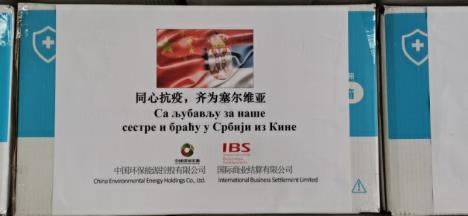 同心抗疫，齐为塞尔维亚
Са љубављу за наше
сестре и браћу у Србији из Кине
IBS
中国环保能源控股有限公司
国际商业结算有限公司
China Environmental Energy Holdings Co., Ltd.
International Business Settlement Limited